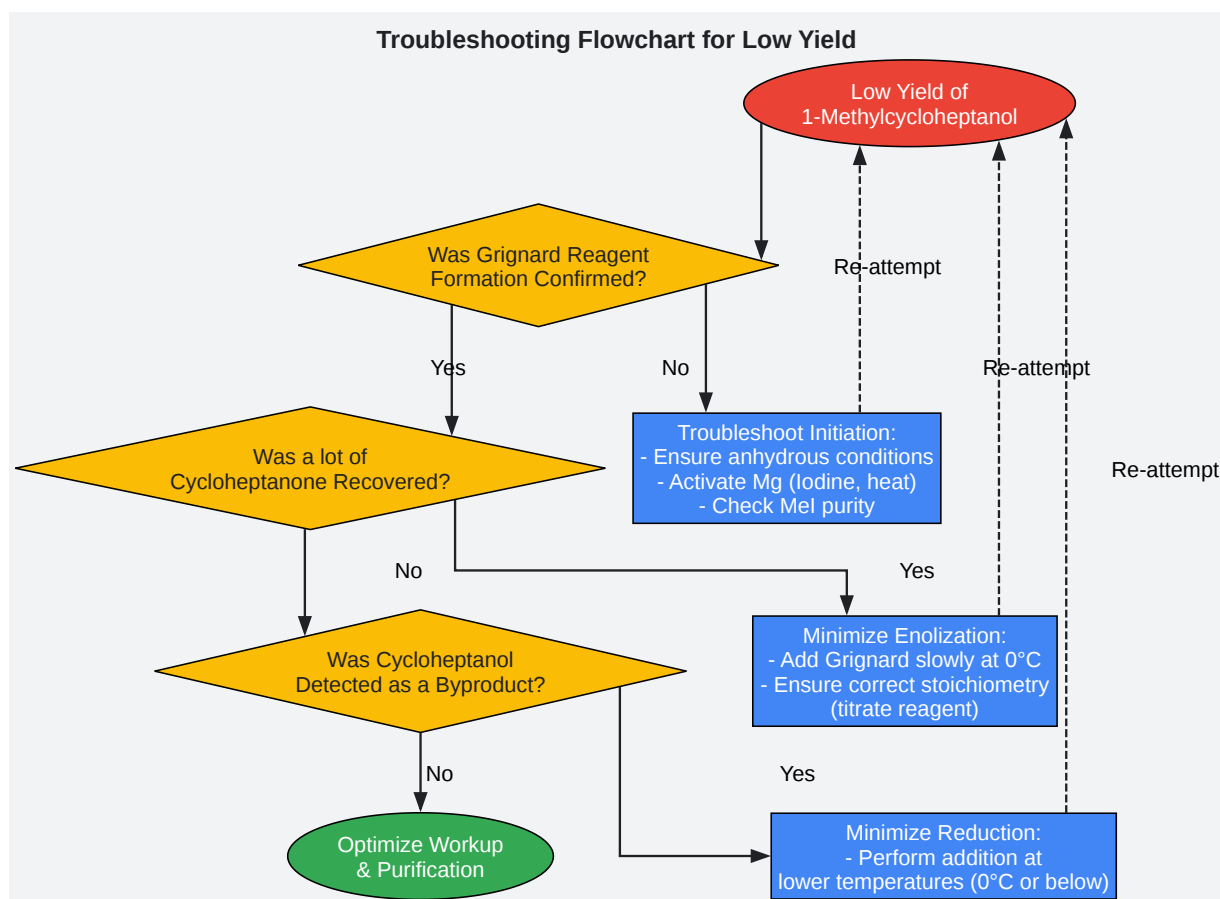 Troubleshooting Flowchart for Low Yield
Low Yield of
1-Methylcycloheptanol
Was Grignard Reagent
Formation Confirmed?
Re-attempt
Yes
No
Re-attempt
Troubleshoot Initiation:
- Ensure anhydrous conditions
- Activate Mg (Iodine, heat)
- Check MeI purity
Was a lot of
Cycloheptanone Recovered?
Re-attempt
No
Yes
Minimize Enolization:
- Add Grignard slowly at 0°C
- Ensure correct stoichiometry
(titrate reagent)
Was Cycloheptanol
Detected as a Byproduct?
No
Yes
Optimize Workup
& Purification
Minimize Reduction:
- Perform addition at
lower temperatures (0°C or below)